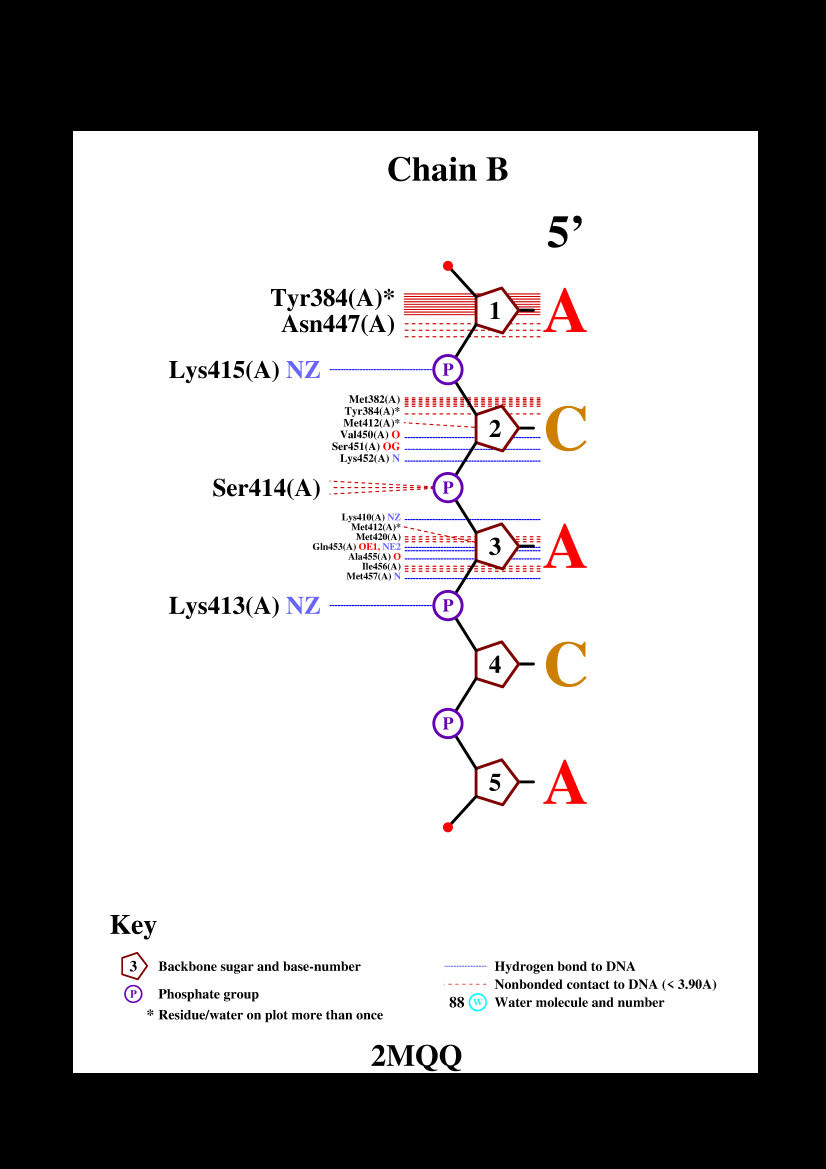 Chain B
5’
Tyr384(A)*
1
A
Asn447(A)
Lys415(A) NZ
P
Met382(A)
Tyr384(A)*
Met412(A)*
2
C
Val450(A) O
Ser451(A) OG
Lys452(A) N
Ser414(A)
P
Lys410(A) NZ
Met412(A)*
Met420(A)
3
A
Gln453(A) OE1, NE2
Ala455(A) O
Ile456(A)
Met457(A) N
Lys413(A) NZ
P
4
C
P
5
A
Key
3 Backbone sugar and base-number
P Phosphate group
* Residue/water on plot more than once
Hydrogen bond to DNA
Nonbonded contact to DNA (< 3.90A)
88 W Water molecule and number
2MQQ